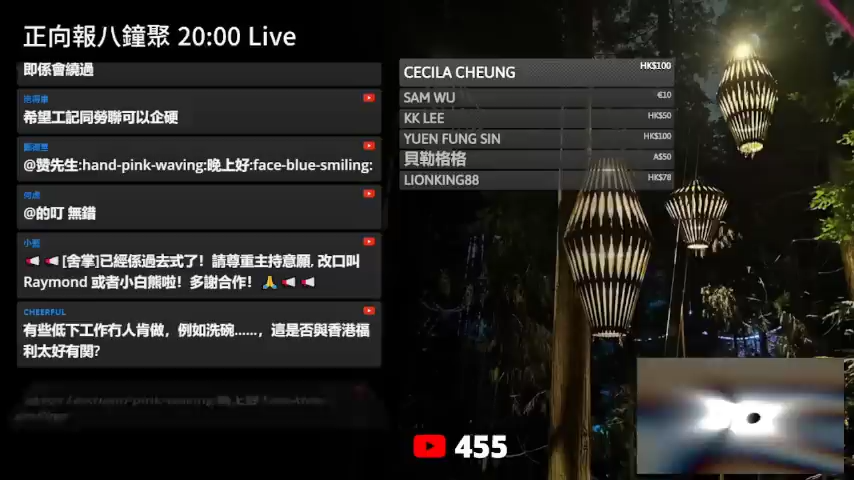 正向報八鐘聚 20:00 Live
即係會繞過
希望工記同勞聯可以企硬
@赞先生:hand-pink-waving:晚上好:face-blue-smiling:
何虎
@的叮 無錯
小藍
📢 📢 [舍掌]已經係過去式了！請尊重主持意願, 改口叫
Raymond 或者小白熊啦！多謝合作！ 🙏 📢 📢
CHEERFUL
有些低下工作冇人肯做，例如洗碗......，這是否與香港福
利太好有関?
CECILA CHEUNG HK$100
SAM WU €10
KK LEE HK$50
YUEN FUNG SIN HK$100
貝勒格格 A$50
LIONKING88 HK$78
455